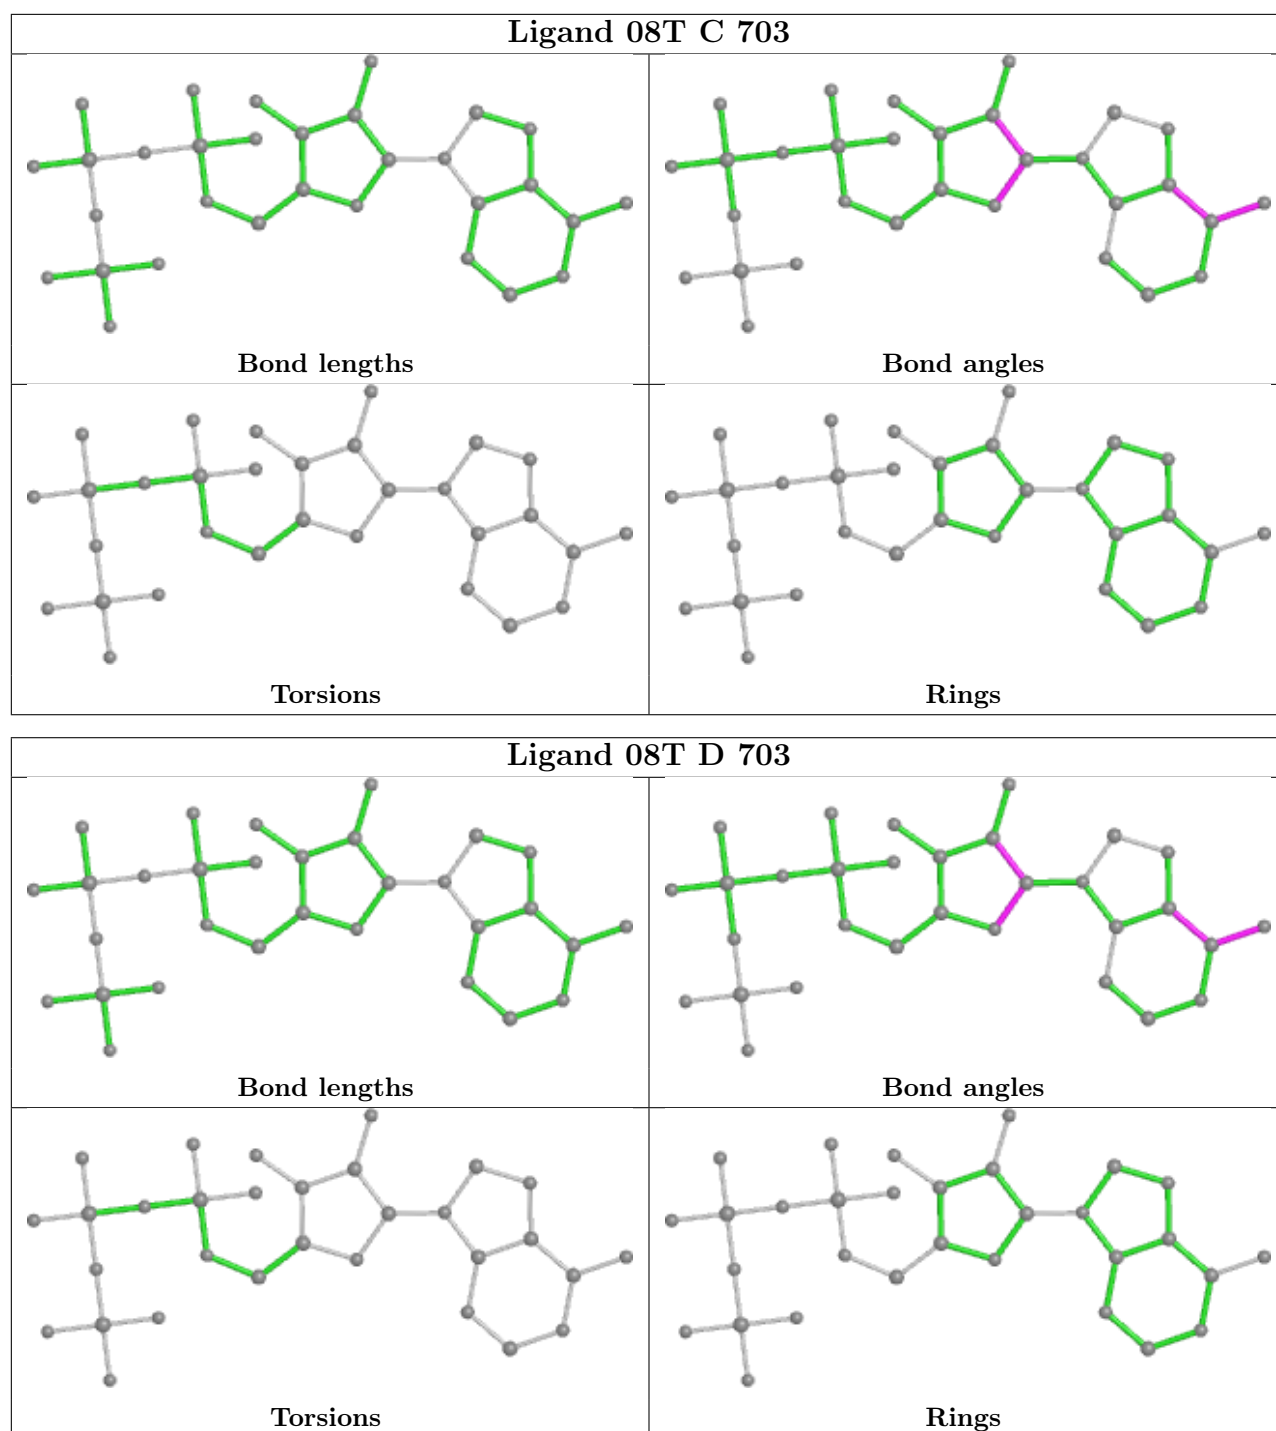 Ligand 08T C 703
Bond lengths
Bond angles
Torsions
Rings
Ligand 08T D 703
Bond lengths
Bond angles
Torsions
Rings